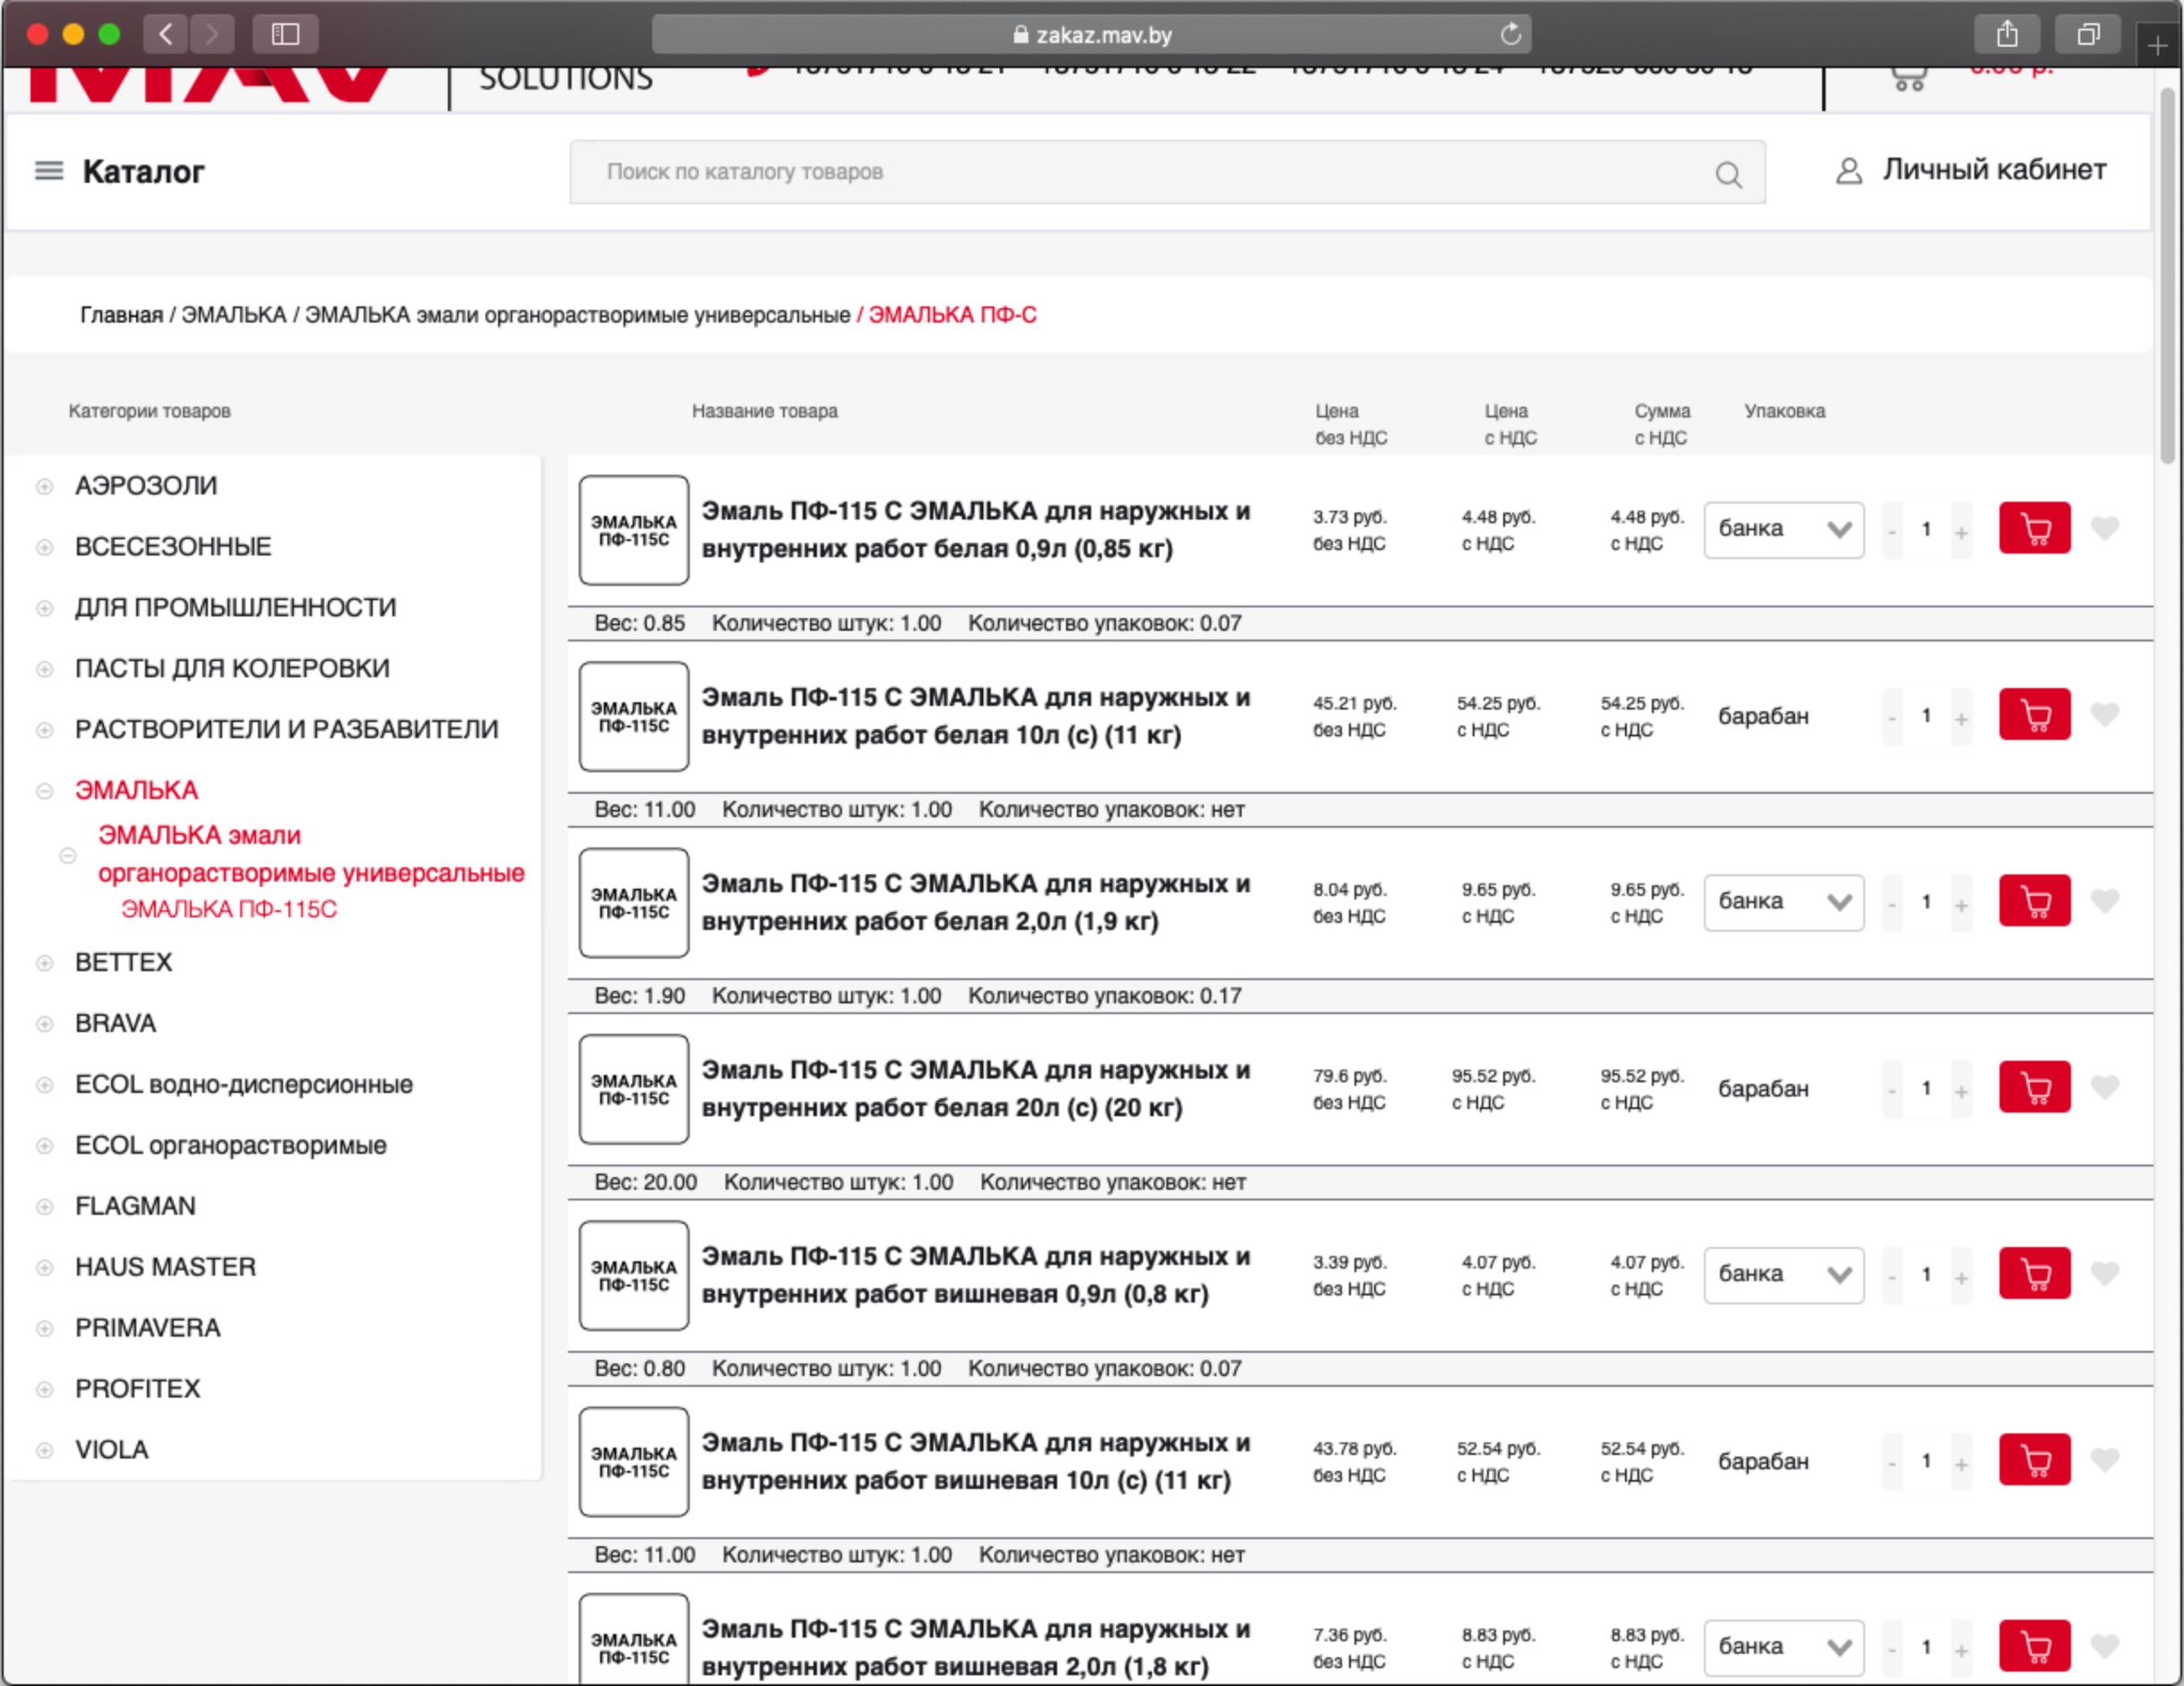 zakaz.mav.by
MAV
SOLUTIONS
Каталог
Поиск по каталогу товаров
Личный кабинет
Главная / ЭМАЛЬКА / ЭМАЛЬКА эмали органорастворимые универсальные / ЭМАЛЬКА ПФ-С
Категории товаров
Название товара
Цена
без НДС
Цена
с НДС
Сумма
с НДС
Упаковка
АЭРОЗОЛИ
ВСЕСЕЗОННЫЕ
ДЛЯ ПРОМЫШЛЕННОСТИ
ПАСТЫ ДЛЯ КОЛЕРОВКИ
РАСТВОРИТЕЛИ И РАЗБАВИТЕЛИ
ЭМАЛЬКА
ЭМАЛЬКА эмали
органорастворимые универсальные
ЭМАЛЬКА ПФ-115С
BETTEX
BRAVA
ECOL водно-дисперсионные
ECOL органорастворимые
FLAGMAN
HAUS MASTER
PRIMAVERA
PROFITEX
VIOLA
ЭМАЛЬКА
ПФ-115С
Эмаль ПФ-115 С ЭМАЛЬКА для наружных и
внутренних работ белая 0,9л (0,85 кг)
3.73 руб. 4.48 руб. 4.48 руб.
без НДС с НДС с НДС
банка - 1 +
Вес: 0.85 Количество штук: 1.00 Количество упаковок: 0.07
ЭМАЛЬКА
ПФ-115С
Эмаль ПФ-115 С ЭМАЛЬКА для наружных и
внутренних работ белая 10л (с) (11 кг)
45.21 руб. 54.25 руб. 54.25 руб.
без НДС с НДС с НДС
барабан - 1 +
Вес: 11.00 Количество штук: 1.00 Количество упаковок: нет
ЭМАЛЬКА
ПФ-115С
Эмаль ПФ-115 С ЭМАЛЬКА для наружных и
внутренних работ белая 2,0л (1,9 кг)
8.04 руб. 9.65 руб. 9.65 руб.
без НДС с НДС с НДС
банка - 1 +
Вес: 1.90 Количество штук: 1.00 Количество упаковок: 0.17
ЭМАЛЬКА
ПФ-115С
Эмаль ПФ-115 С ЭМАЛЬКА для наружных и
внутренних работ белая 20л (с) (20 кг)
79.6 руб. 95.52 руб. 95.52 руб.
без НДС с НДС с НДС
барабан - 1 +
Вес: 20.00 Количество штук: 1.00 Количество упаковок: нет
ЭМАЛЬКА
ПФ-115С
Эмаль ПФ-115 С ЭМАЛЬКА для наружных и
внутренних работ вишневая 0,9л (0,8 кг)
3.39 руб. 4.07 руб. 4.07 руб.
без НДС с НДС с НДС
банка - 1 +
Вес: 0.80 Количество штук: 1.00 Количество упаковок: 0.07
ЭМАЛЬКА
ПФ-115С
Эмаль ПФ-115 С ЭМАЛЬКА для наружных и
внутренних работ вишневая 10л (с) (11 кг)
43.78 руб. 52.54 руб. 52.54 руб.
без НДС с НДС с НДС
барабан - 1 +
Вес: 11.00 Количество штук: 1.00 Количество упаковок: нет
ЭМАЛЬКА
ПФ-115С
Эмаль ПФ-115 С ЭМАЛЬКА для наружных и
внутренних работ вишневая 2,0л (1,8 кг)
7.36 руб. 8.83 руб. 8.83 руб.
без НДС с НДС с НДС
банка - 1 +